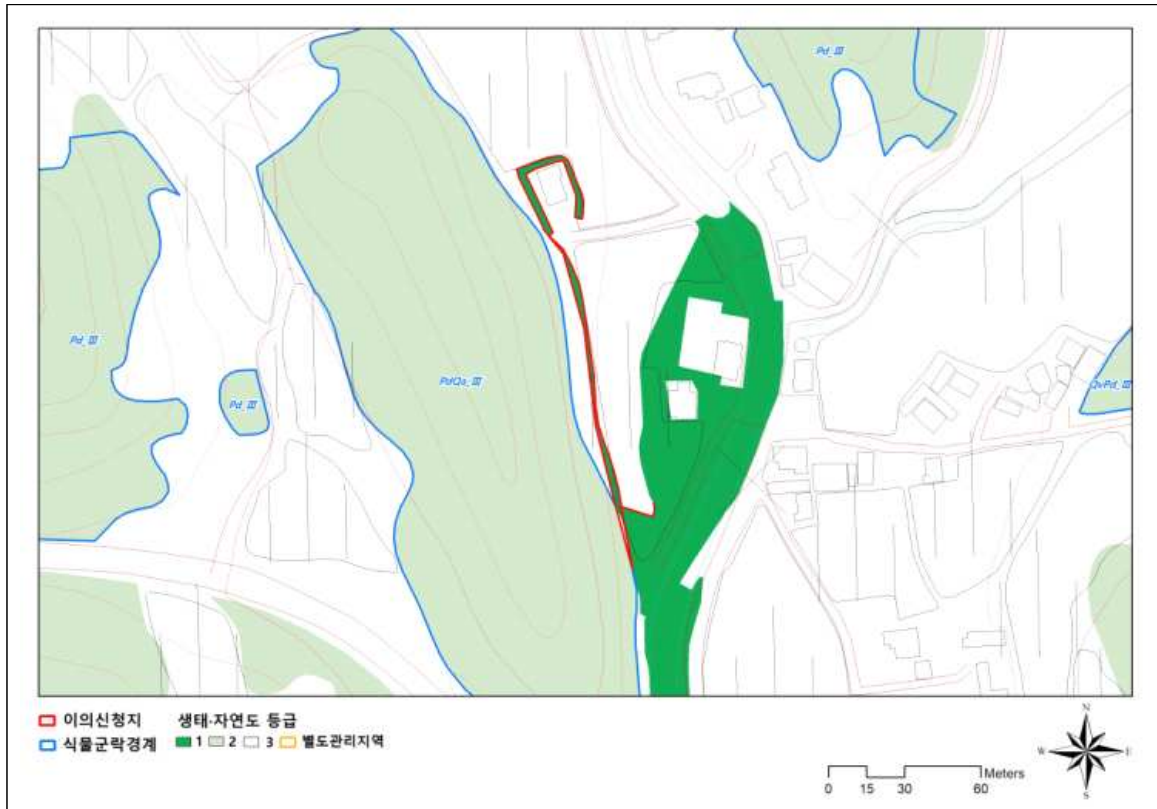 Pd_Ⅲ
Pd_Ⅲ
PdQa_Ⅲ
Pd_Ⅲ
QvPd_Ⅲ
이의신청지
식물군락경계
생태·자연도 등급
1 2 3 별도관리지역
N
W E
S
Meters
0 15 30 60